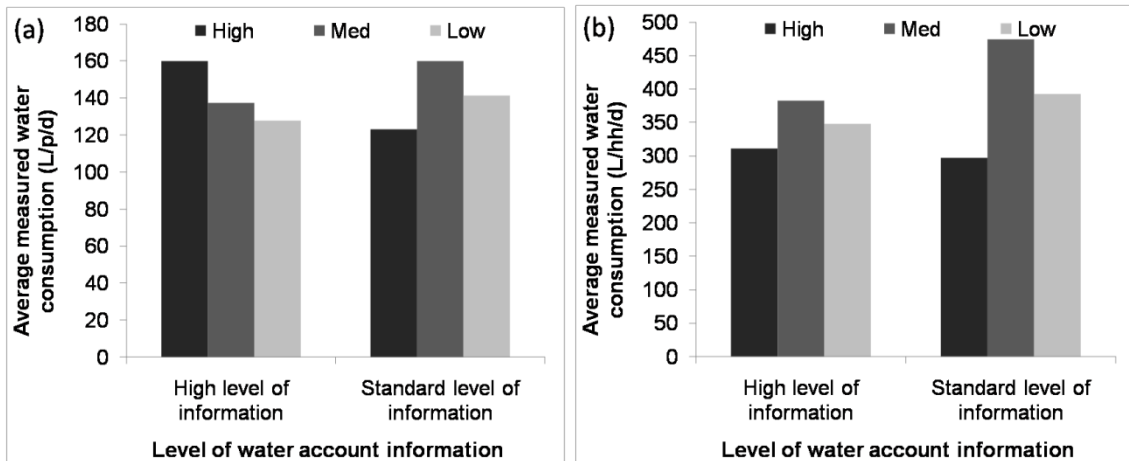 (a)
High Med Low
Average measured water
consumption (L/p/d)
180
160
140
120
100
80
60
40
20
0
High level of
information
Standard level of
information
Level of water account information
(b)
High Med Low
Average measured water
consumption (L/hh/d)
500
450
400
350
300
250
200
150
100
50
0
High level of
information
Standard level of
information
Level of water account information